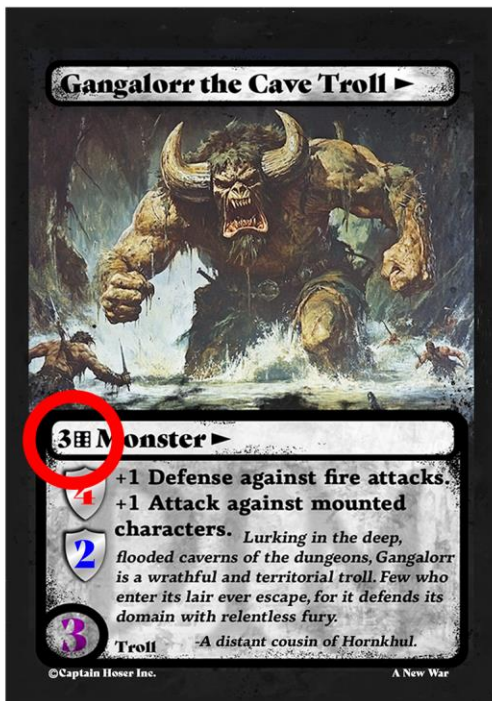 Gangalorr the Cave Troll ►
3⊞ Monster ►
4
+1 Defense against fire attacks.
+1 Attack against mounted
characters. Lurking in the deep,
2
flooded caverns of the dungeons, Gangalorr
is a wrathful and territorial troll. Few who
enter its lair ever escape, for it defends its
domain with relentless fury.
3
Troll -A distant cousin of Hornkhul.
©Captain Hoser Inc. A New War